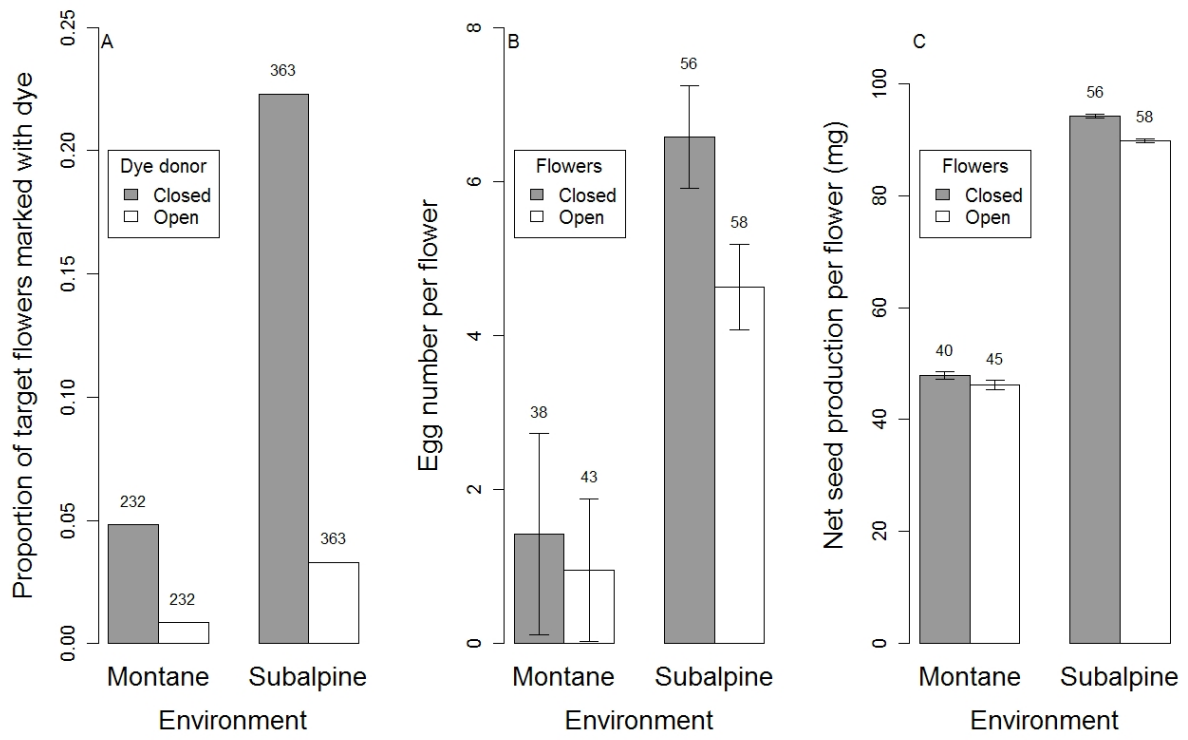 A
Proportion of target flowers marked with dye
0.25
0.20
0.15
0.10
0.05
0.00
Dye donor
Closed
Open
232
232
363
363
Montane Subalpine
Environment
B
Egg number per flower
8
6
4
2
0
Flowers
Closed
Open
38
43
56
58
Montane Subalpine
Environment
C
Net seed production per flower (mg)
100
80
60
40
20
0
Flowers
Closed
Open
40
45
56
58
Montane Subalpine
Environment